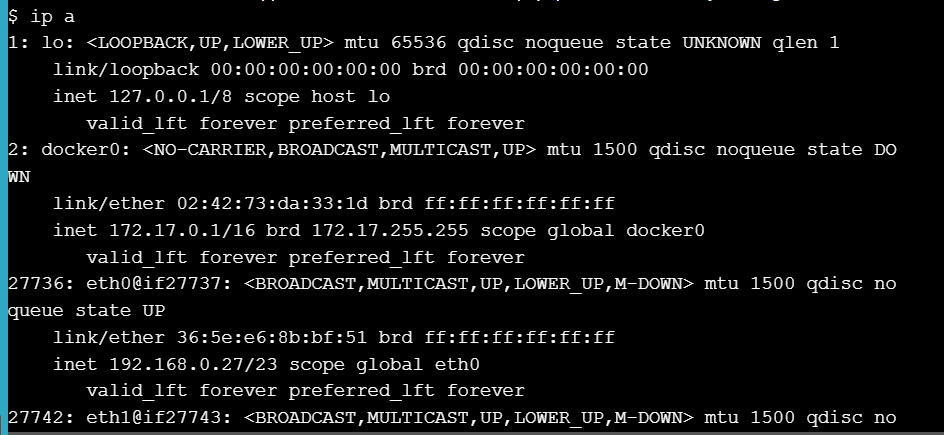 $ ip a
1: lo: <LOOPBACK,UP,LOWER_UP> mtu 65536 qdisc noqueue state UNKNOWN qlen 1
    link/loopback 00:00:00:00:00:00 brd 00:00:00:00:00:00
    inet 127.0.0.1/8 scope host lo
       valid_lft forever preferred_lft forever
2: docker0: <NO-CARRIER,BROADCAST,MULTICAST,UP> mtu 1500 qdisc noqueue state DO
WN
    link/ether 02:42:73:da:33:1d brd ff:ff:ff:ff:ff:ff
    inet 172.17.0.1/16 brd 172.17.255.255 scope global docker0
       valid_lft forever preferred_lft forever
27736: eth0@if27737: <BROADCAST,MULTICAST,UP,LOWER_UP,M-DOWN> mtu 1500 qdisc no
queue state UP
    link/ether 36:5e:e6:8b:bf:51 brd ff:ff:ff:ff:ff:ff
    inet 192.168.0.27/23 scope global eth0
       valid_lft forever preferred_lft forever
27742: eth1@if27743: <BROADCAST,MULTICAST,UP,LOWER_UP,M-DOWN> mtu 1500 qdisc no